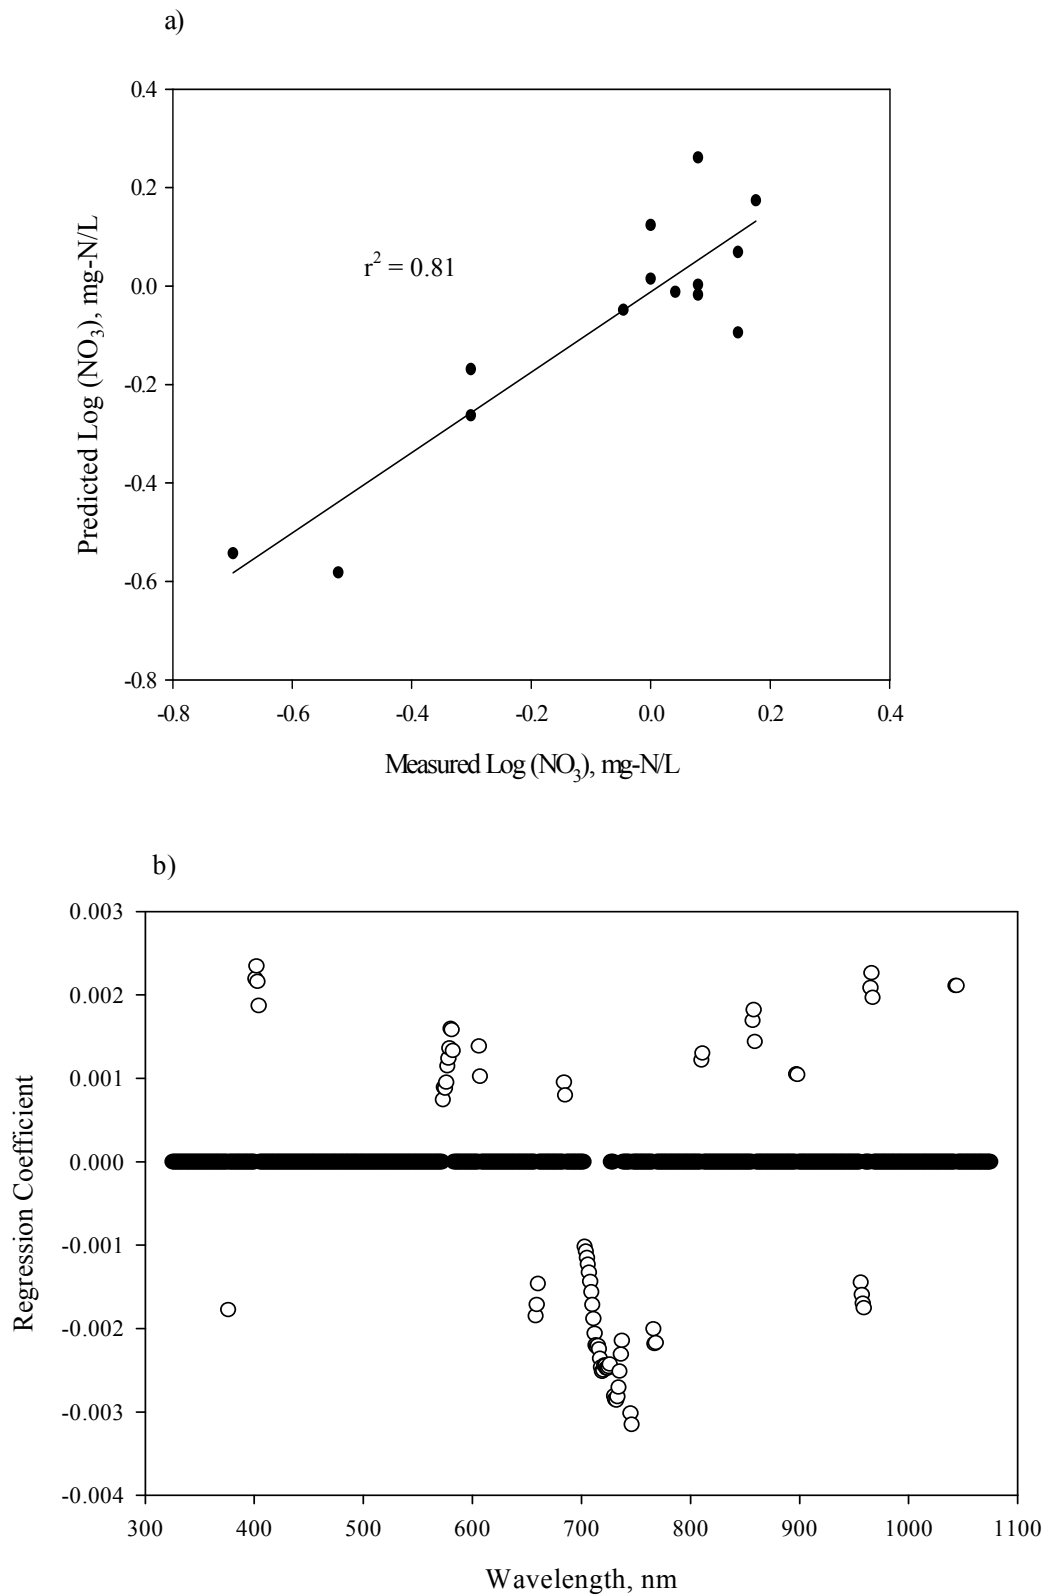 a)
0.4
0.2
0.0
-0.2
-0.4
-0.6
-0.8
Predicted Log (NO3), mg-N/L
r2 = 0.81
-0.8 -0.6 -0.4 -0.2 0.0 0.2 0.4
Measured Log (NO3), mg-N/L
b)
0.003
0.002
0.001
0.000
-0.001
-0.002
-0.003
-0.004
Regression Coefficient
300 400 500 600 700 800 900 1000 1100
Wavelength, nm